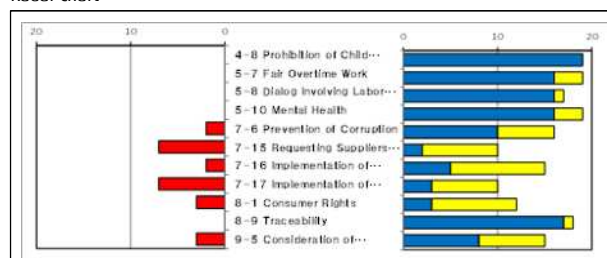 20 10 0 0 10 20
4-8 Prohibition of Child…
5-7 Fair Overtime Work
5-8 Dialog Involving Labor…
5-10 Mental Health
7-6 Prevention of Corruption
7-15 Requesting Suppliers…
7-16 Implementation of…
7-17 Implementation of…
8-1 Consumer Rights
8-9 Traceability
9-5 Consideration of…